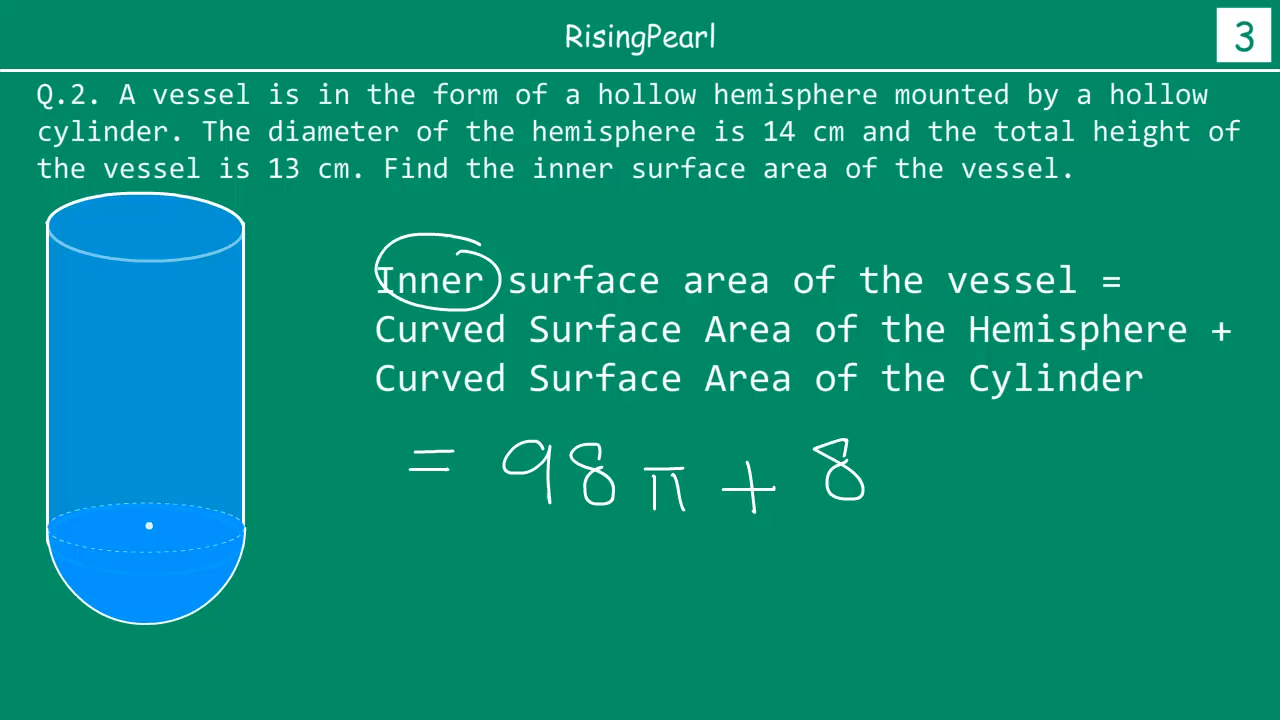 RisingPearl
3
Q.2. A vessel is in the form of a hollow hemisphere mounted by a hollow
cylinder. The diameter of the hemisphere is 14 cm and the total height of
the vessel is 13 cm. Find the inner surface area of the vessel.
Inner surface area of the vessel =
Curved Surface Area of the Hemisphere +
Curved Surface Area of the Cylinder
= 98π + 8